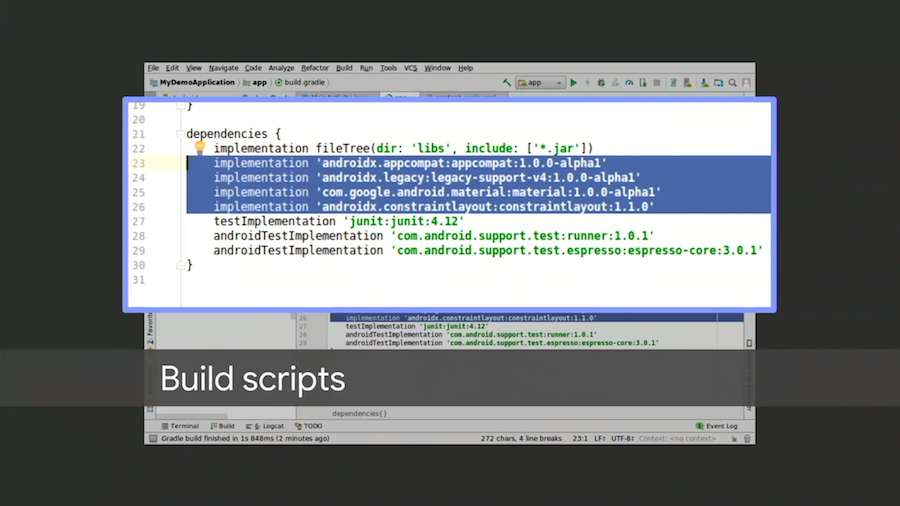 File Edit View Navigate Code Analyze Refactor Build Run Tools VCS Window Help
MyDemoApplication app build.gradle app
19 }
20
21 dependencies {
22 implementation fileTree(dir: 'libs', include: ['*.jar'])
23 implementation 'androidx.appcompat:appcompat:1.0.0-alpha1'
24 implementation 'androidx.legacy:legacy-support-v4:1.0.0-alpha1'
25 implementation 'com.google.android.material:material:1.0.0-alpha1'
26 implementation 'androidx.constraintlayout:constraintlayout:1.1.0'
27 testImplementation 'junit:junit:4.12'
28 androidTestImplementation 'com.android.support.test:runner:1.0.1'
29 androidTestImplementation 'com.android.support.test.espresso:espresso-core:3.0.1'
30 }
31
26 implementation 'androidx.constraintlayout:constraintlayout:1.1.0'
27 testImplementation 'junit:junit:4.12'
28 androidTestImplementation 'com.android.support.test:runner:1.0.1'
29 androidTestImplementation 'com.android.support.test.espresso:espresso-core:3.0.1'
Build scripts
dependencies{}
Terminal Build 6: Logcat TODO Event Log
Gradle build finished in 1s 848ms (2 minutes ago) 272 chars, 4 line breaks 23:1 LF: UTF-8: Context: <no context>